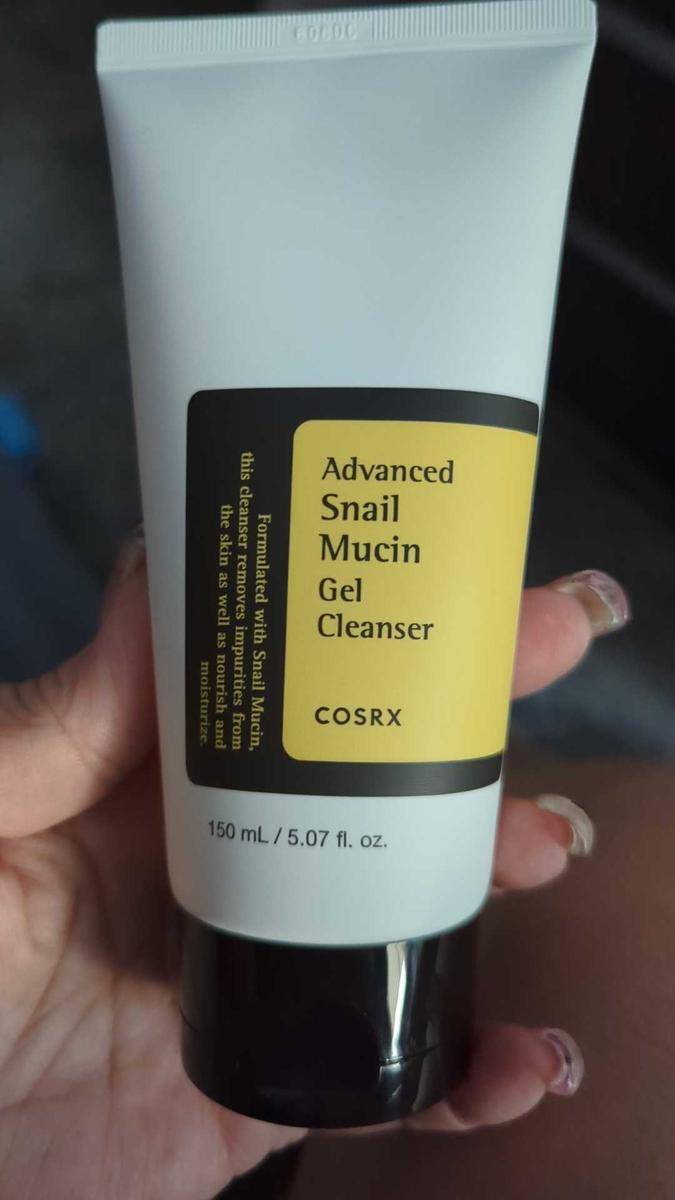 Advanced
Snail
Mucin
Gel
Cleanser
COSRX
Formulated with Snail Mucin,
this cleanser removes impurities from
the skin as well as nourish and
moisturize.
150 mL / 5.07 fl. oz.